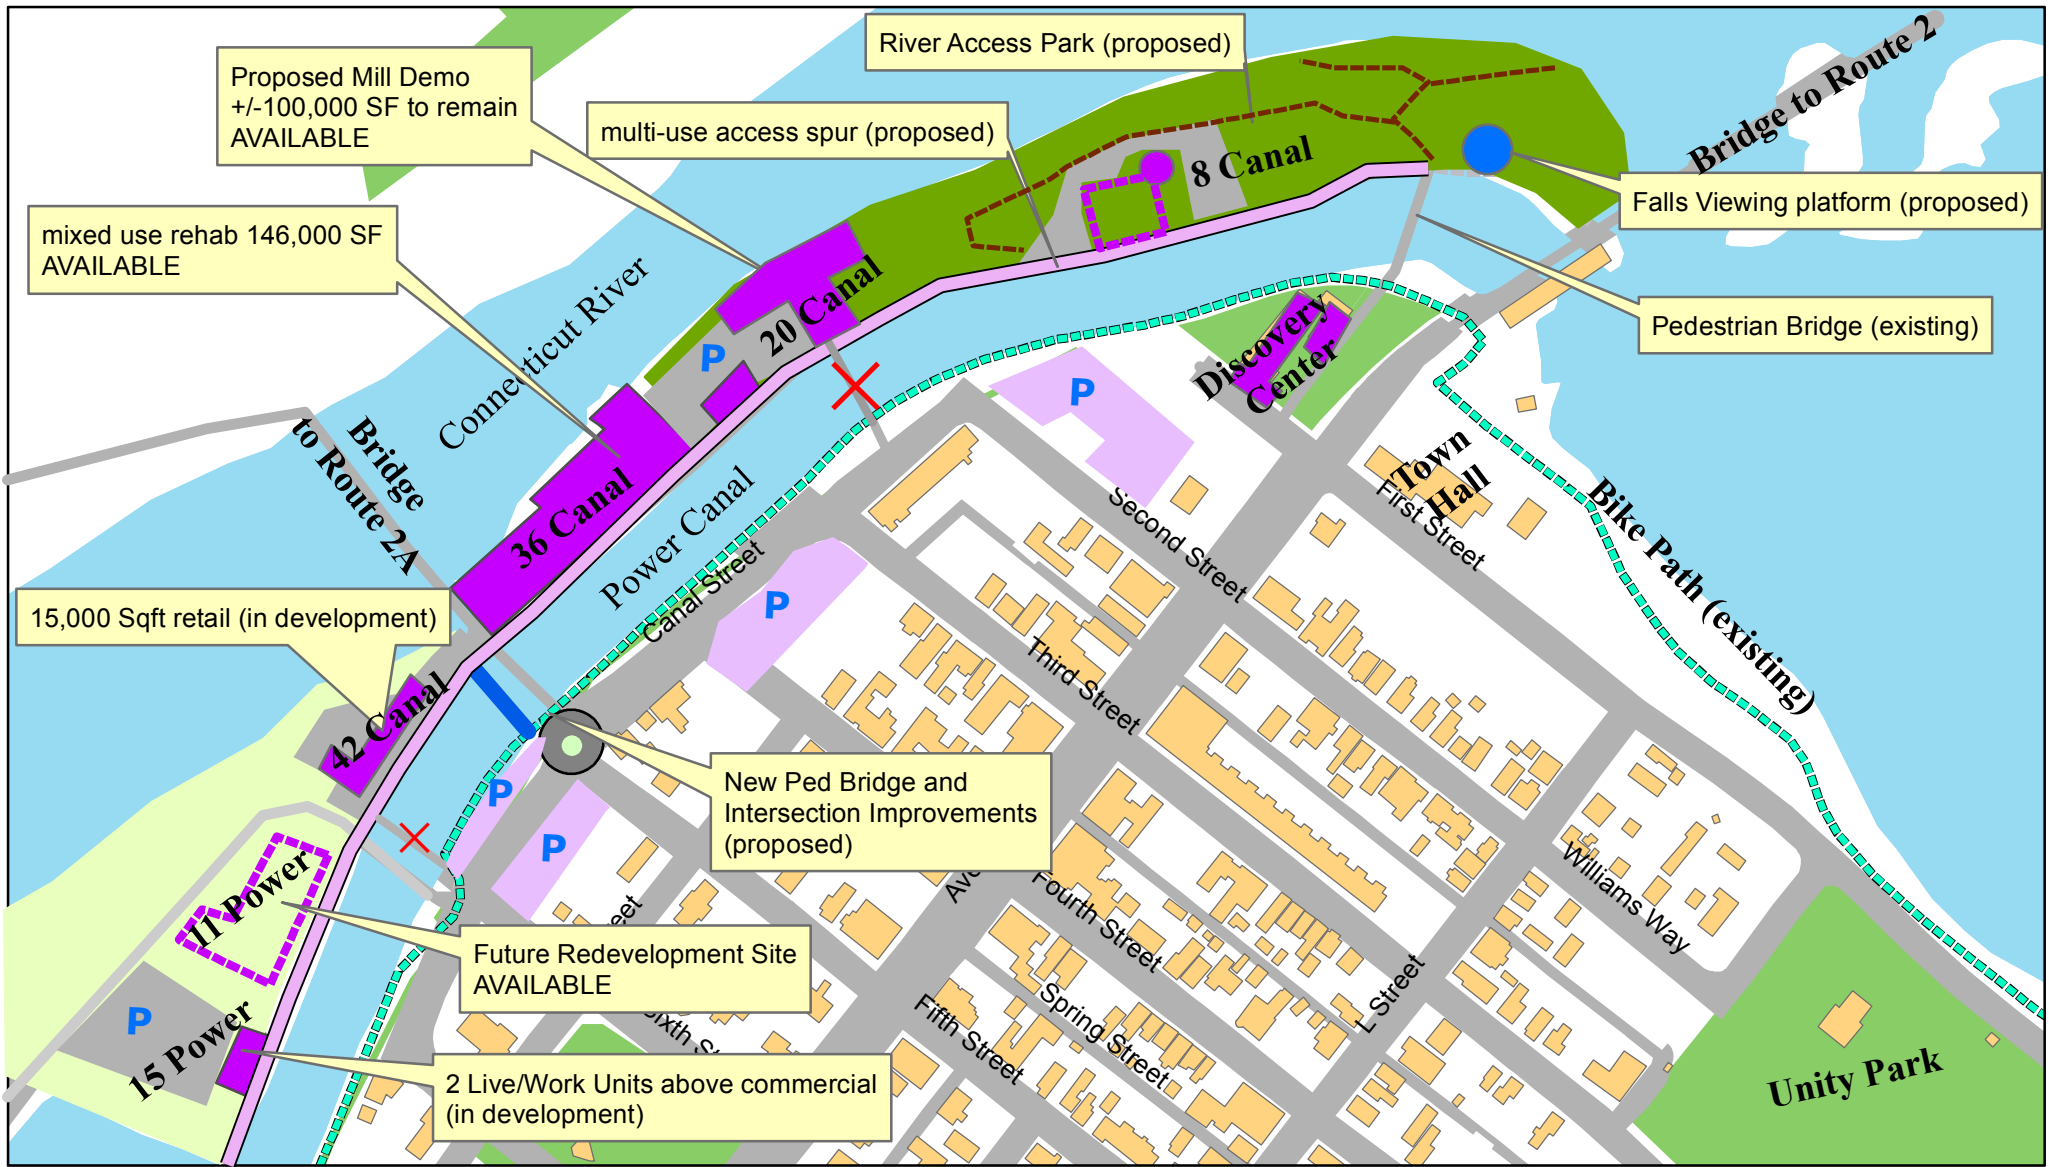 River Access Park (proposed)
Bridge to Route 2
Proposed Mill Demo
+/-100,000 SF to remain
AVAILABLE
multi-use access spur (proposed)
8 Canal
Falls Viewing platform (proposed)
mixed use rehab 146,000 SF
AVAILABLE
Pedestrian Bridge (existing)
Connecticut River
20 Canal
P
P
Discovery
Center
Bridge
to Route 2A
36 Canal
Power Canal
Town
Hall
First Street
Second Street
Bike Path (existing)
15,000 Sqft retail (in development)
Canal Street
P
Third Street
42 Canal
New Ped Bridge and
Intersection Improvements
(proposed)
P
P
11 Power
Fourth Street
Williams Way
Future Redevelopment Site
AVAILABLE
L Street
Fifth Street
Spring Street
P
15 Power
2 Live/Work Units above commercial
(in development)
Unity Park